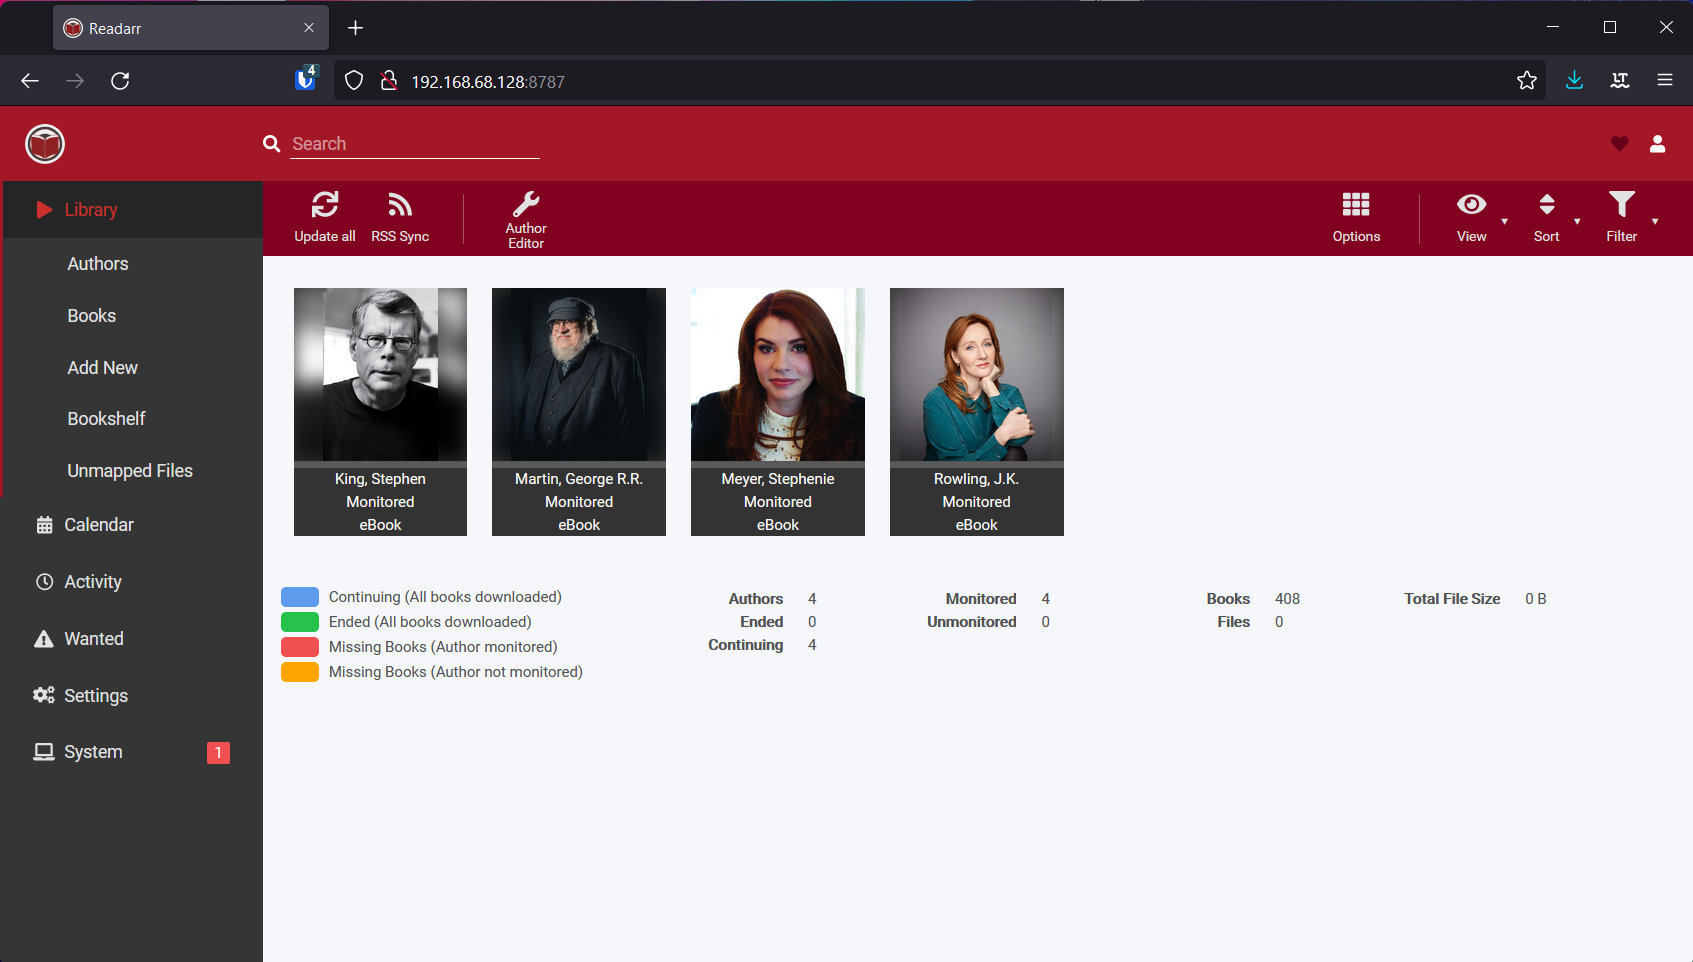 Readarr
4
192.168.68.128:8787
Search
Library
Authors
Books
Add New
Bookshelf
Unmapped Files
Calendar
Activity
Wanted
Settings
System 1
Update all
RSS Sync
Author
Editor
Options
View
Sort
Filter
King, Stephen
Monitored
eBook
Martin, George R.R.
Monitored
eBook
Meyer, Stephenie
Monitored
eBook
Rowling, J.K.
Monitored
eBook
Continuing (All books downloaded)
Ended (All books downloaded)
Missing Books (Author monitored)
Missing Books (Author not monitored)
Authors 4
Ended 0
Continuing 4
Monitored 4
Unmonitored 0
Books 408
Files 0
Total File Size 0 B